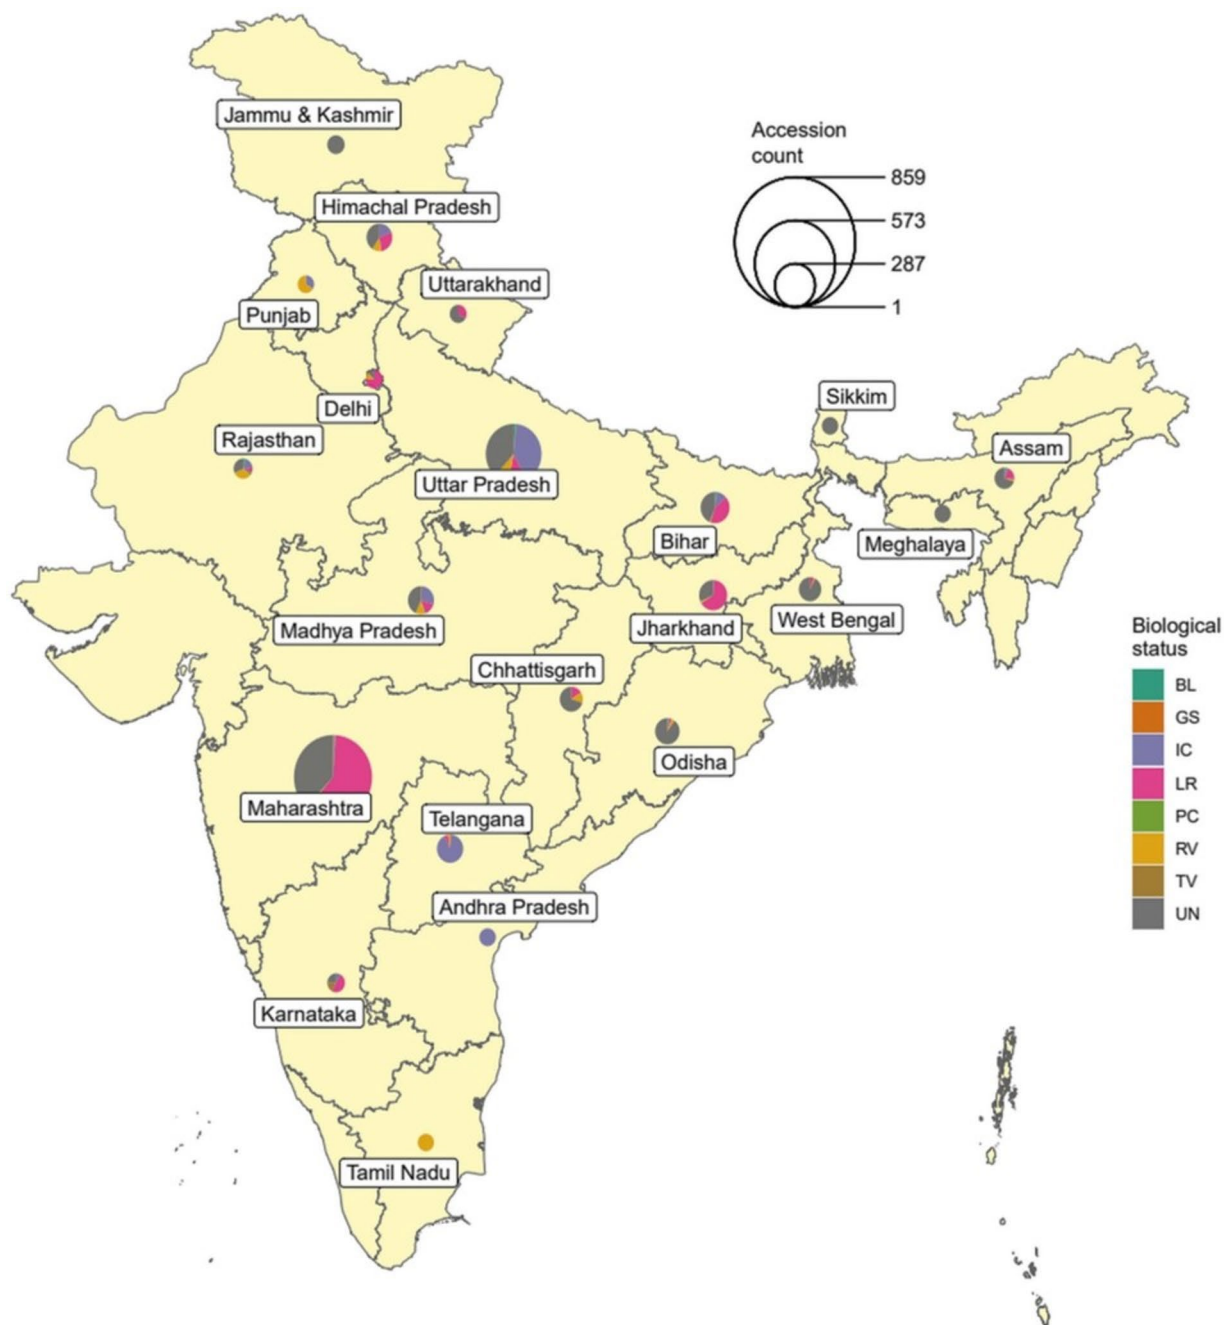 Jammu & Kashmir
Accession
count
859
573
287
1
Himachal Pradesh
Uttarakhand
Punjab
Delhi
Sikkim
Rajasthan
Assam
Uttar Pradesh
Bihar
Meghalaya
Madhya Pradesh
Jharkhand
West Bengal
Chhattisgarh
Odisha
Maharashtra
Telangana
Andhra Pradesh
Karnataka
Tamil Nadu
Biological
status
BL
GS
IC
LR
PC
RV
TV
UN